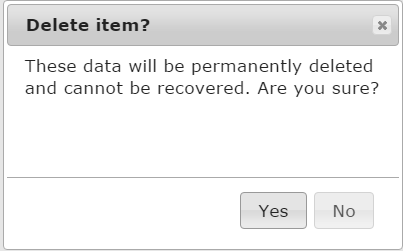 Delete item?
These data will be permanently deleted
and cannot be recovered. Are you sure?
Yes No